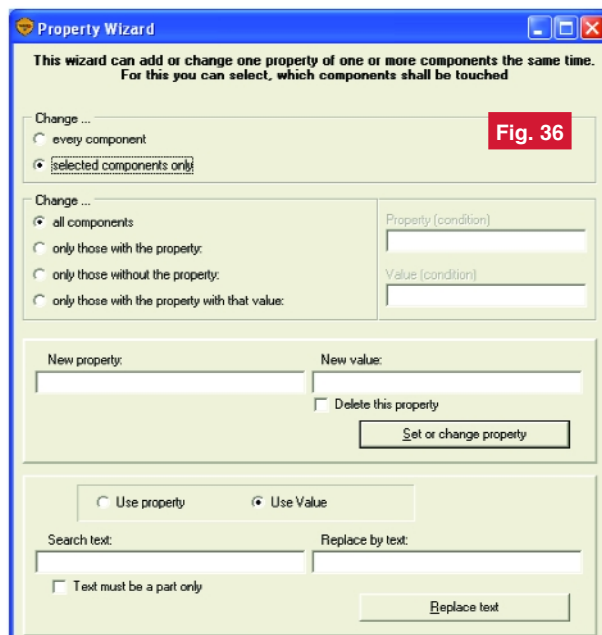 Property Wizard
This wizard can add or change one property of one or more components the same time.
For this you can select, which components shall be touched
Change ...
Fig. 36
every component
selected components only
Change ...
all components
only those with the property:
only those without the property:
only those with the property with that value:
Property (condition)
Value (condition)
New property:
New value:
Delete this property
Set or change property
Use property
Use Value
Search text:
Replace by text:
Text must be a part only
Replace text